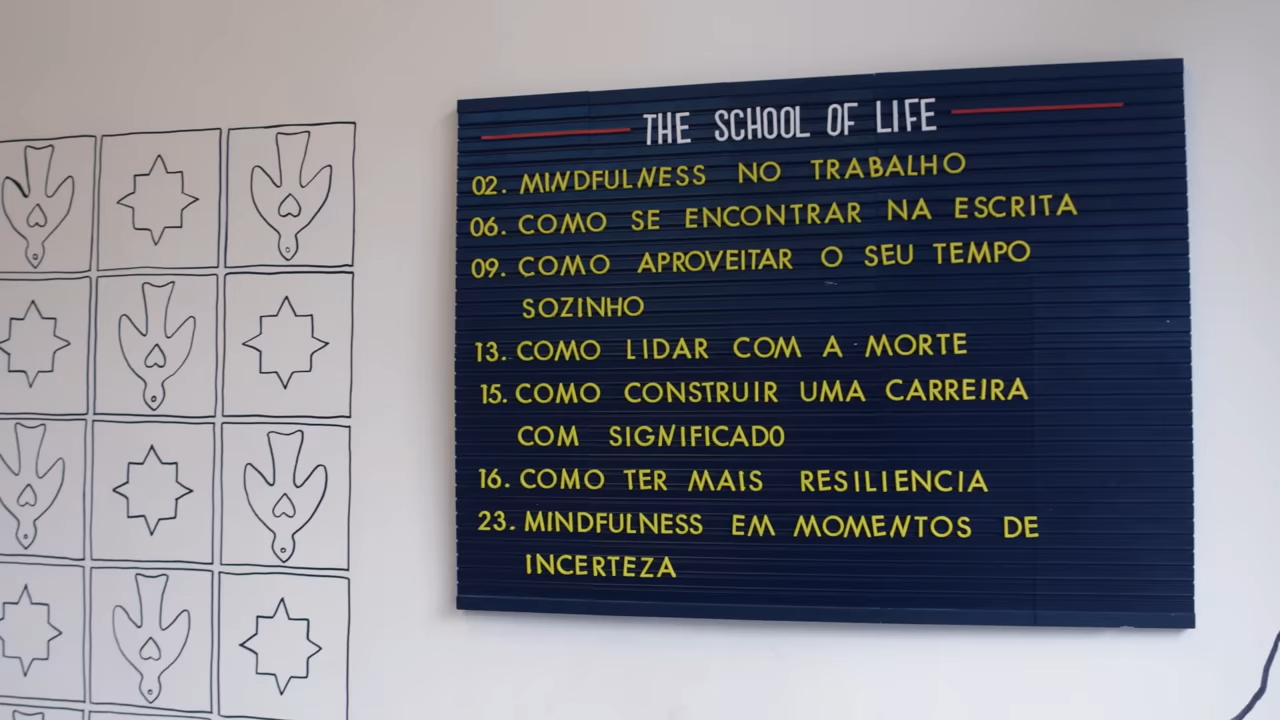 THE SCHOOL OF LIFE
02. MINDFULNESS NO TRABALHO
06. COMO SE ENCONTRAR NA ESCRITA
09. COMO APROVEITAR O SEU TEMPO
SOZINHO
13. COMO LIDAR COM A MORTE
15. COMO CONSTRUIR UMA CARREIRA
COM SIGNIFICADO
16. COMO TER MAIS RESILIENCIA
23. MINDFULNESS EM MOMENTOS DE
INCERTEZA